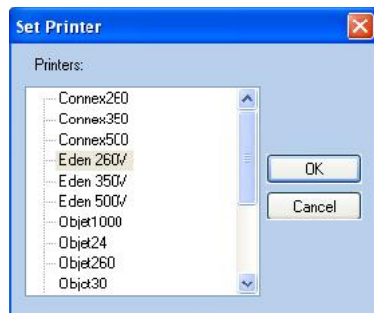 Set Printer
Printers:
Connex260
Connex350
Connex500
Eden 260V
Eden 350V
Eden 500V
Objet1000
Objet24
Objet260
Objet30
OK
Cancel